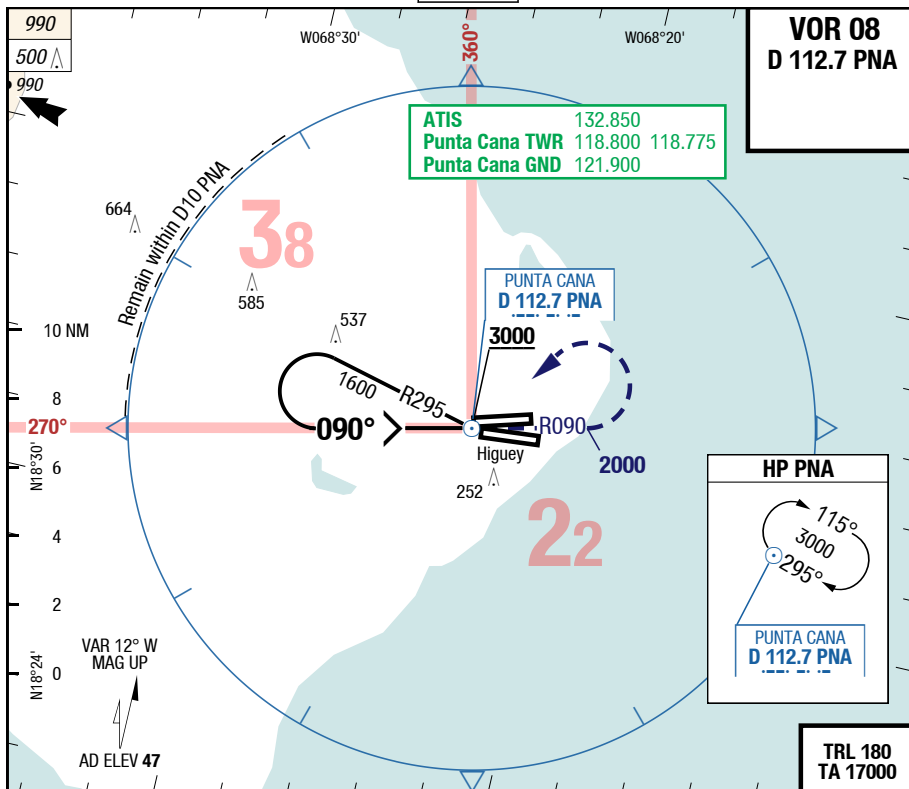 990
500
990
W068°30'
360°
W068°20'
VOR 08
D 112.7 PNA
ATIS 132.850
Punta Cana TWR 118.800 118.775
Punta Cana GND 121.900
Remain within D10 PNA
664
38
585
537
PUNTA CANA
D 112.7 PNA
3000
10 NM
8
6
4
2
0
1600
R295
270°
090°
R090
2000
Higuey
252
22
N18°30'
N18°24'
HP PNA
115°
3000
295°
PUNTA CANA
D 112.7 PNA
VAR 12° W
MAG UP
AD ELEV 47
TRL 180
TA 17000